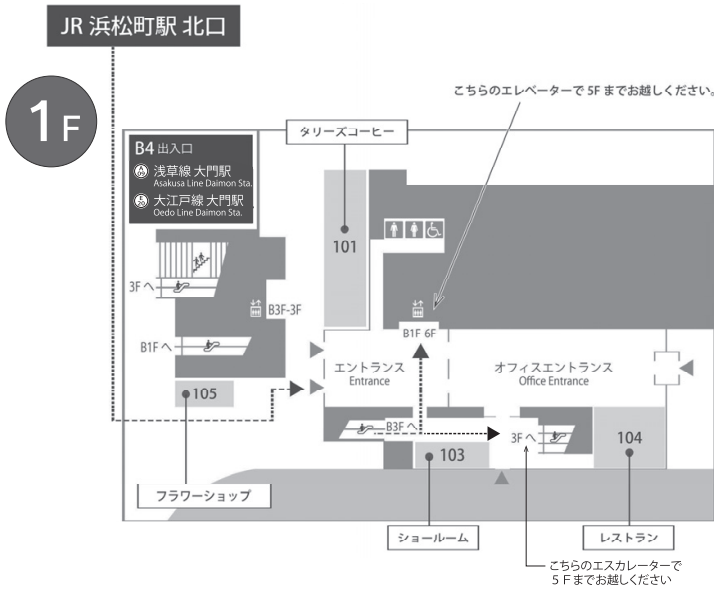 JR 浜松町駅 北口
1F
こちらのエレベーターで 5F までお越しください。
タリーズコーヒー
B4 出入口
浅草線 大門駅
Asakusa Line Daimon Sta.
大江戸線 大門駅
Oedo Line Daimon Sta.
101
3F へ
B3F-3F
B1F 6F
B1F へ
エントランス
Entrance
オフィスエントランス
Office Entrance
105
B3F へ
3F へ
104
103
フラワーショップ
ショールーム
レストラン
こちらのエスカレーターで
5 F までお越しください